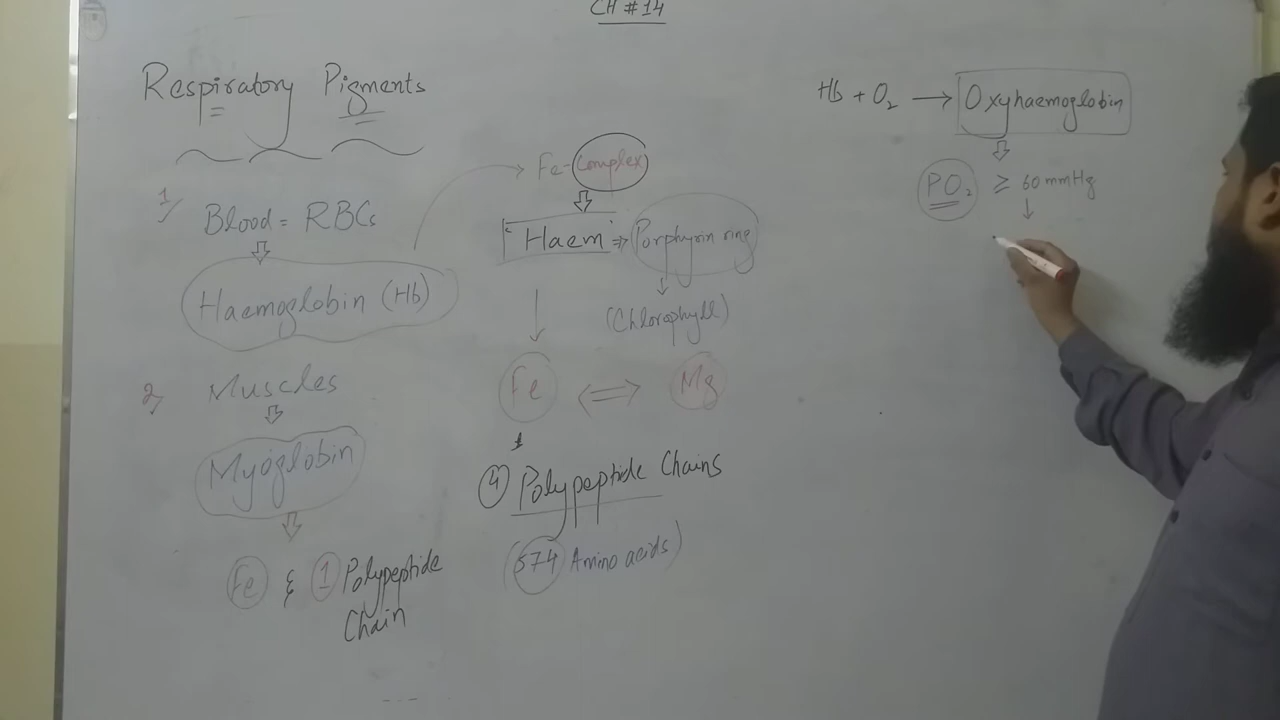 CH # 14
Respiratory Pigments
1, Blood = RBCs
⇩
Haemoglobin (Hb)
2, Muscles
⇩
Myoglobin
⇩
Fe & 1 Polypeptide
Chain
→ Fe-Complex
⇩
"Haem" ⇒ Porphyrin ring
↓ ↓
(Chlorophyll)
Fe ⇔ Mg
4 Polypeptide Chains
(574 Amino acids)
Hb + O₂ → Oxyhaemoglobin
⇩
PO₂ ≥ 60 mmHg
↓